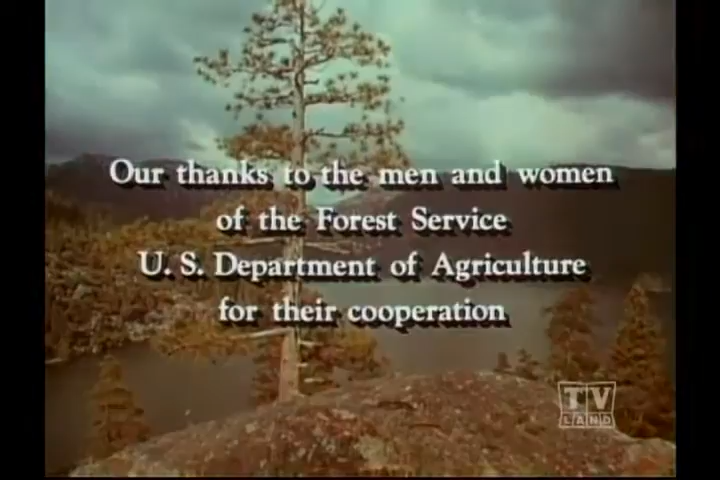 Our thanks to the men and women
of the Forest Service
U. S. Department of Agriculture
for their cooperation
TV
LAND